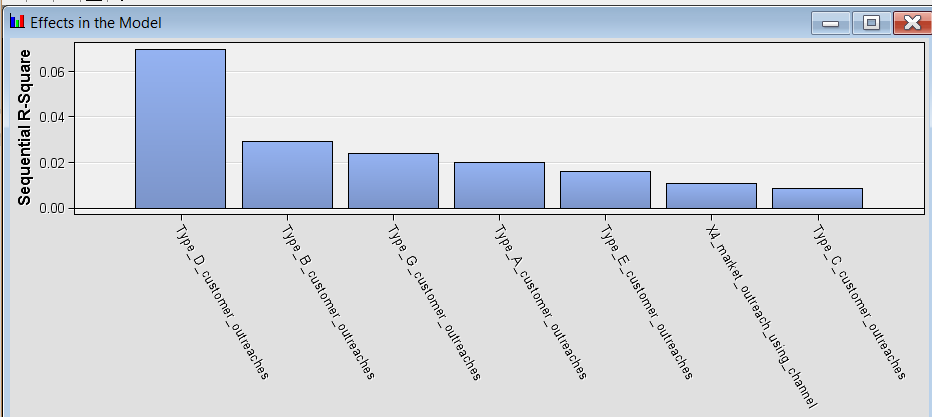 Effects in the Model
Sequential R-Square
0.06
0.04
0.02
0.00
Type_D_customer_outreaches
Type_B_customer_outreaches
Type_G_customer_outreaches
Type_A_customer_outreaches
Type_E_customer_outreaches
X4_market_outreach_using_channel
Type_C_customer_outreaches